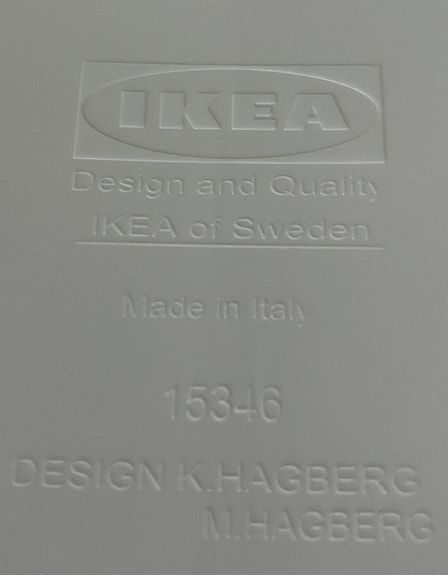 IKEA
Design and Quality
IKEA of Sweden
Made in Italy
15346
DESIGN K.HAGBERG
M.HAGBERG